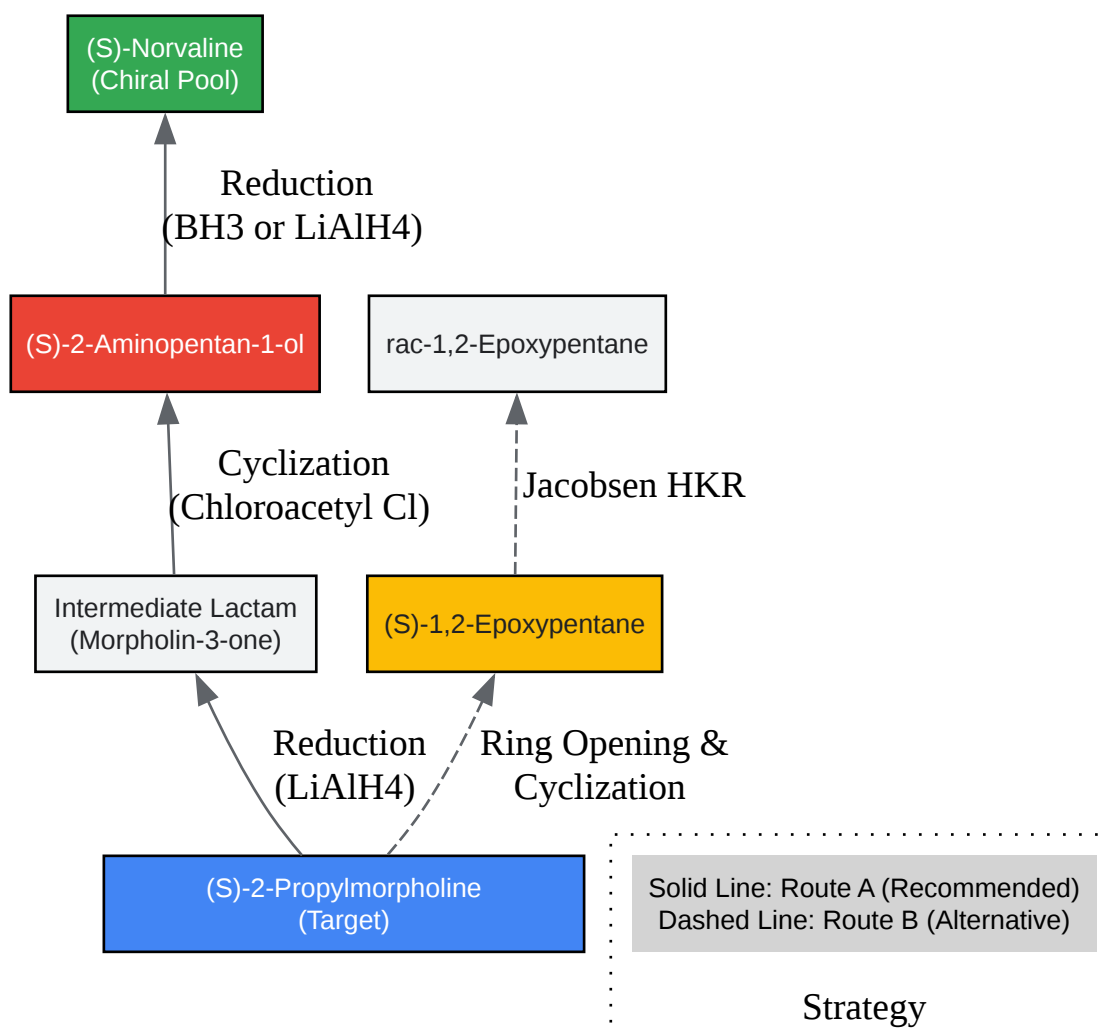 (S)-Norvaline
(Chiral Pool)
Reduction
(BH3 or LiAlH4)
(S)-2-Aminopentan-1-ol
rac-1,2-Epoxypentane
Cyclization
(Chloroacetyl Cl)
Jacobsen HKR
Intermediate Lactam
(Morpholin-3-one)
(S)-1,2-Epoxypentane
Reduction
(LiAlH4)
Ring Opening &
Cyclization
(S)-2-Propylmorpholine
(Target)
Solid Line: Route A (Recommended)
Dashed Line: Route B (Alternative)
Strategy